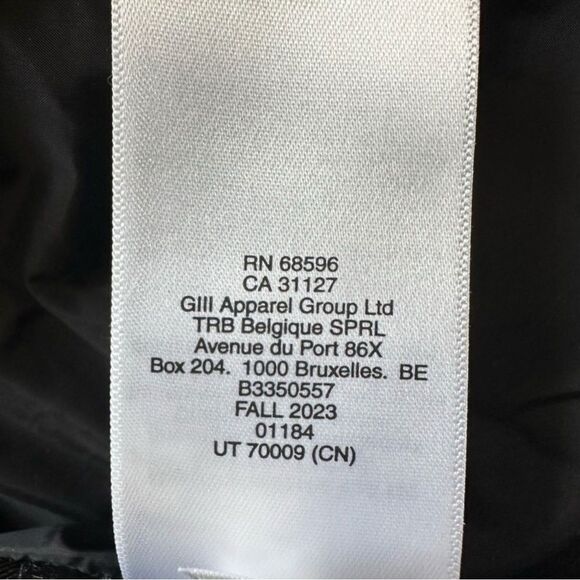 RN 68596
CA 31127
GIII Apparel Group Ltd
TRB Belgique SPRL
Avenue du Port 86X
Box 204. 1000 Bruxelles. BE
B3350557
FALL 2023
01184
UT 70009 (CN)